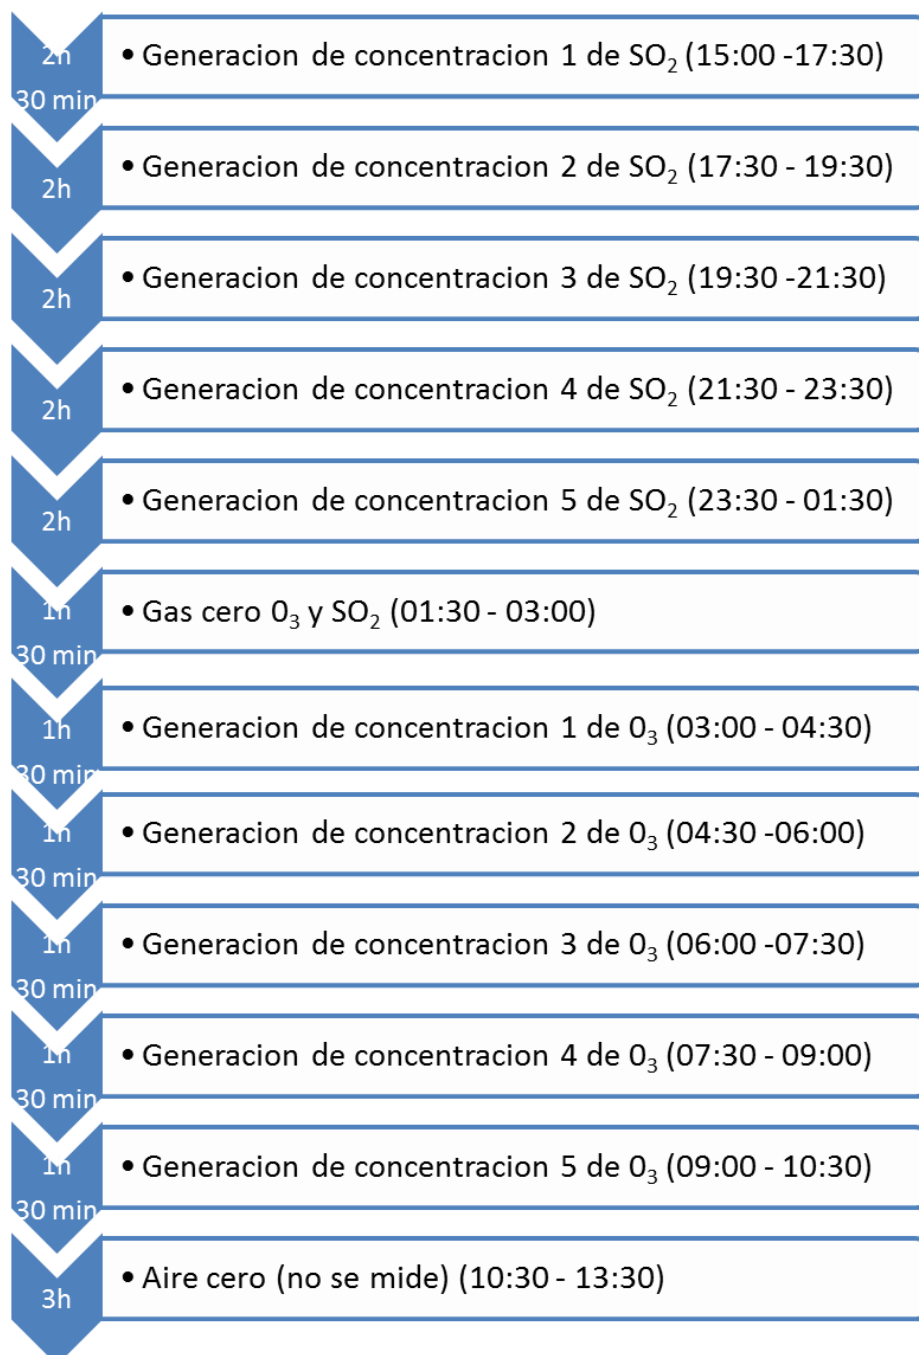 2h
30 min
• Generacion de concentracion 1 de SO₂ (15:00 -17:30)
2h
• Generacion de concentracion 2 de SO₂ (17:30 - 19:30)
2h
• Generacion de concentracion 3 de SO₂ (19:30 -21:30)
2h
• Generacion de concentracion 4 de SO₂ (21:30 - 23:30)
2h
• Generacion de concentracion 5 de SO₂ (23:30 - 01:30)
1h
30 min
• Gas cero 0₃ y SO₂ (01:30 - 03:00)
1h
30 min
• Generacion de concentracion 1 de 0₃ (03:00 - 04:30)
1h
30 min
• Generacion de concentracion 2 de 0₃ (04:30 -06:00)
1h
30 min
• Generacion de concentracion 3 de 0₃ (06:00 -07:30)
1h
30 min
• Generacion de concentracion 4 de 0₃ (07:30 - 09:00)
1h
30 min
• Generacion de concentracion 5 de 0₃ (09:00 - 10:30)
3h
• Aire cero (no se mide) (10:30 - 13:30)